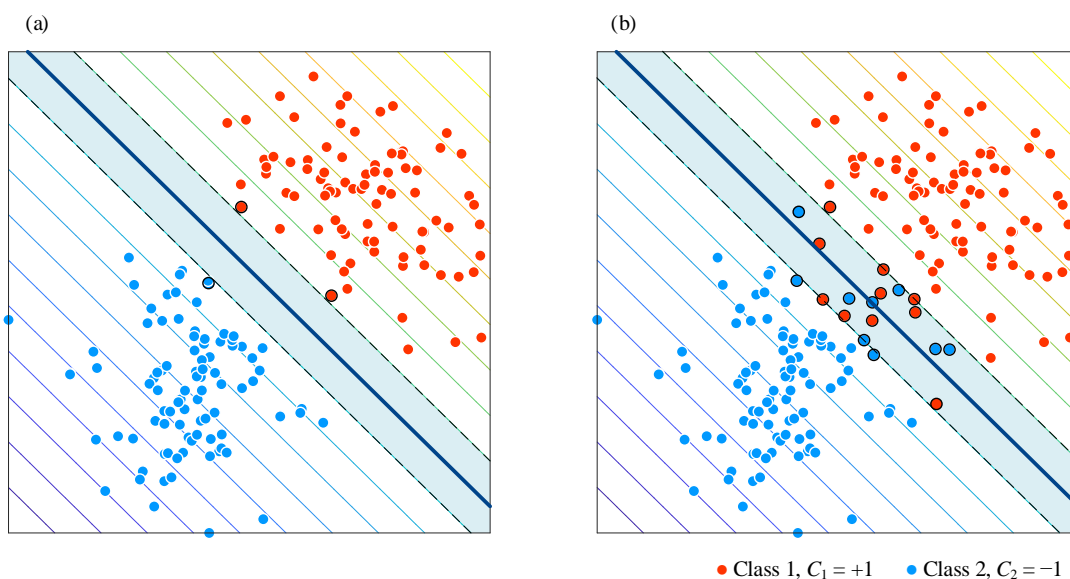 (a)
(b)
Class 1, C₁ = +1
Class 2, C₂ = −1